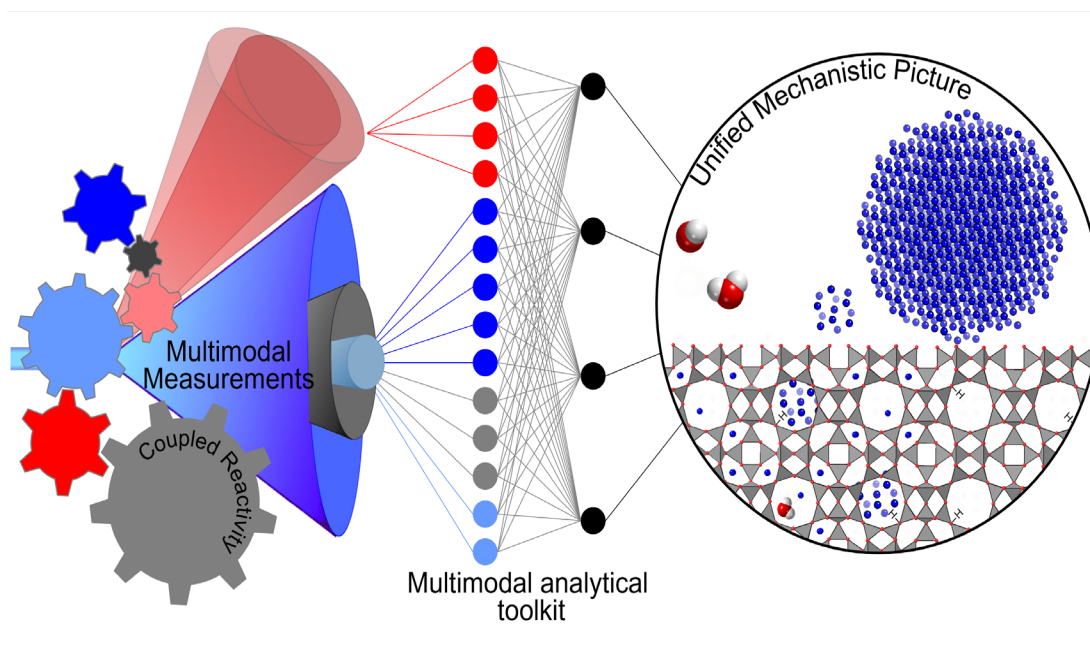 Multimodal
Measurements
Coupled Reactivity
Multimodal analytical
toolkit
Unified Mechanistic Picture
H
H
H
H
H